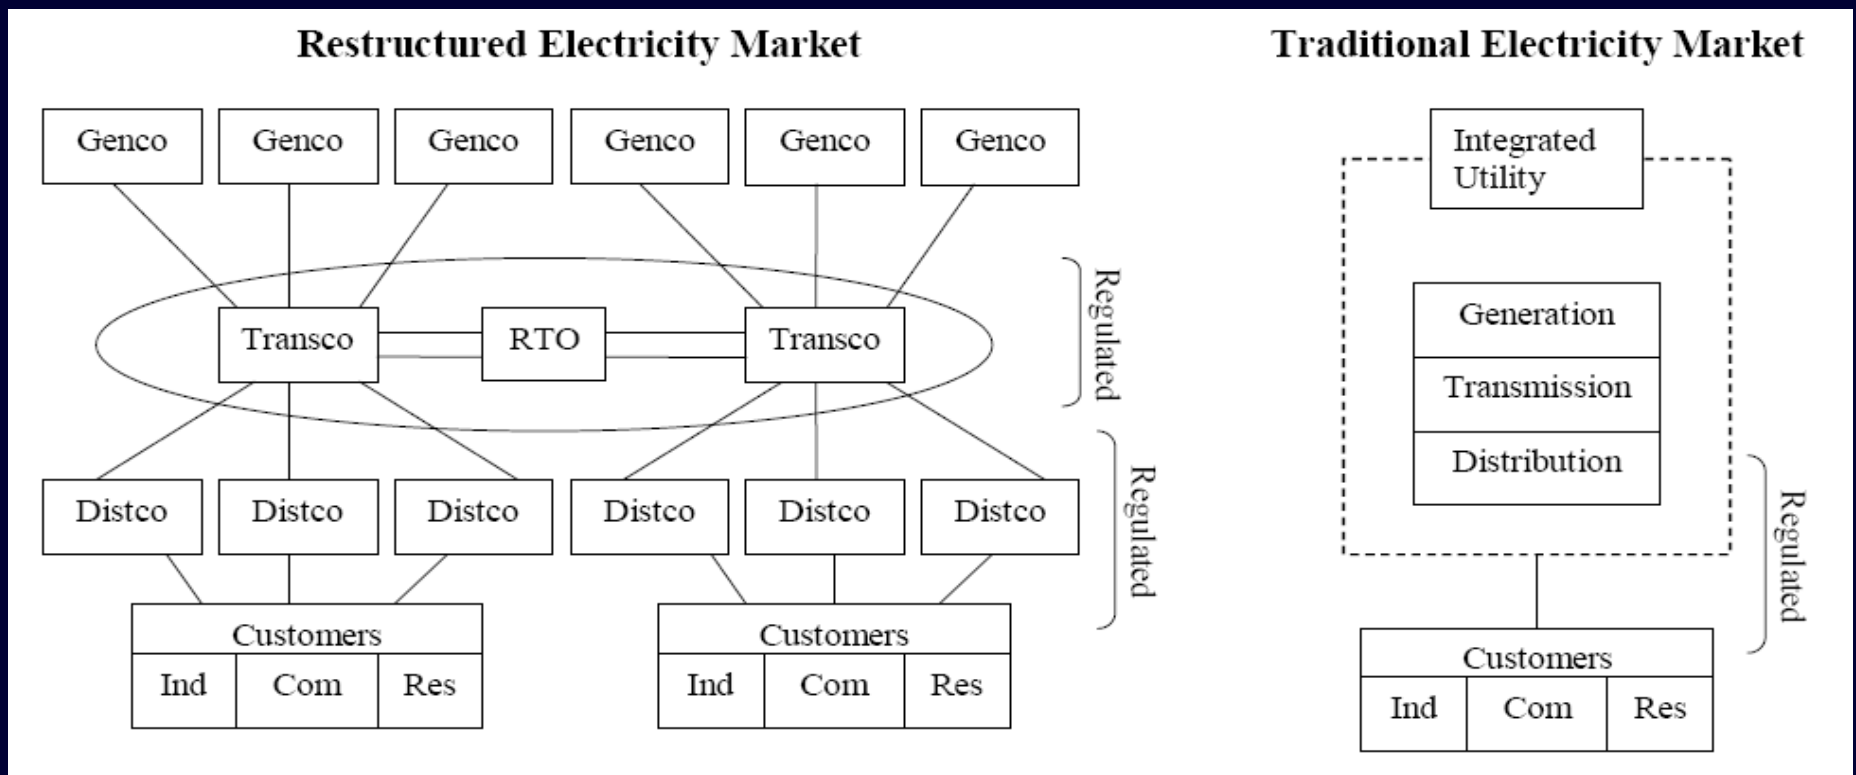 Restructured Electricity Market
Genco Genco Genco Genco Genco Genco
Regulated
Transco RTO Transco
Regulated
Distco Distco Distco Distco Distco Distco
Customers Customers
Ind Com Res Ind Com Res
Traditional Electricity Market
Integrated
Utility
Generation
Transmission
Distribution
Regulated
Customers
Ind Com Res